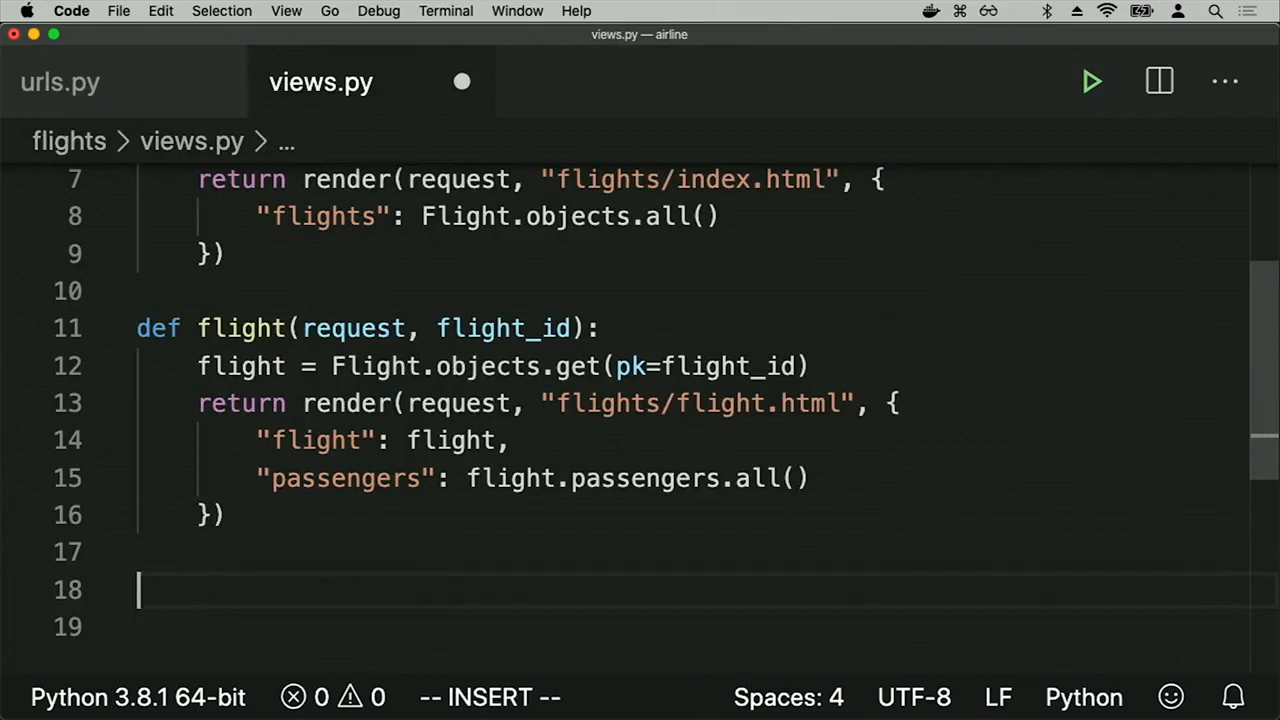 Code File Edit Selection View Go Debug Terminal Window Help
views.py — airline
urls.py views.py
flights > views.py > ...
7 return render(request, "flights/index.html", {
8 "flights": Flight.objects.all()
9 })
10
11 def flight(request, flight_id):
12 flight = Flight.objects.get(pk=flight_id)
13 return render(request, "flights/flight.html", {
14 "flight": flight,
15 "passengers": flight.passengers.all()
16 })
17
18
19
Python 3.8.1 64-bit 0 0 -- INSERT -- Spaces: 4 UTF-8 LF Python